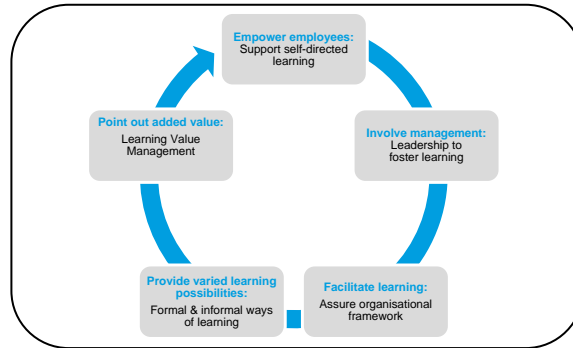 Empower employees:
Support self-directed
learning
Involve management:
Leadership to
foster learning
Facilitate learning:
Assure organisational
framework
Provide varied learning
possibilities:
Formal & informal ways
of learning
Point out added value:
Learning Value
Management